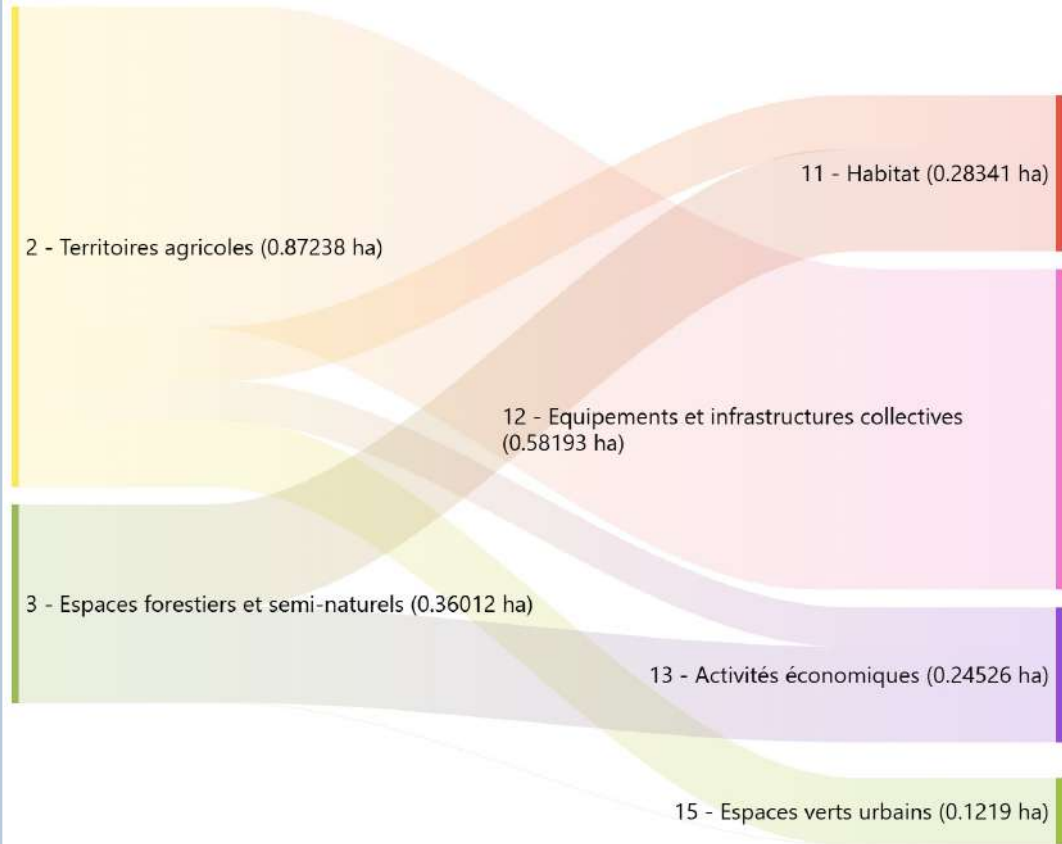 11 - Habitat (0.28341 ha)
2 - Territoires agricoles (0.87238 ha)
12 - Equipements et infrastructures collectives
(0.58193 ha)
3 - Espaces forestiers et semi-naturels (0.36012 ha)
13 - Activités économiques (0.24526 ha)
15 - Espaces verts urbains (0.1219 ha)